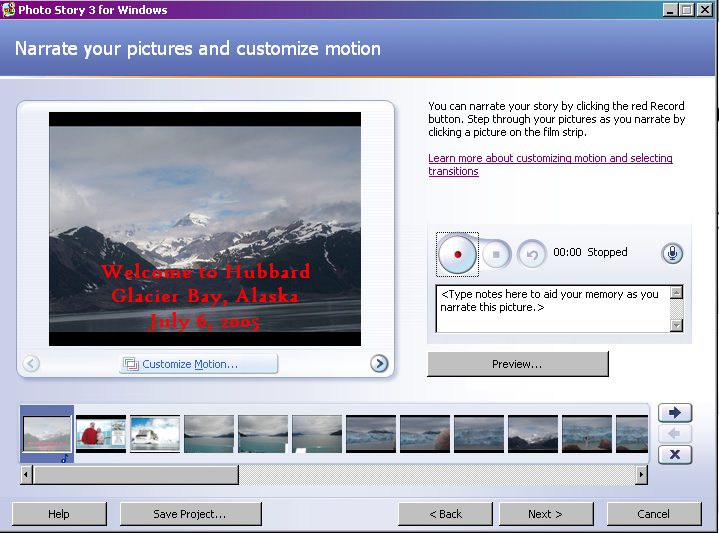 Photo Story 3 for Windows
Narrate your pictures and customize motion
You can narrate your story by clicking the red Record
button. Step through your pictures as you narrate by
clicking a picture on the film strip.
Learn more about customizing motion and selecting
transitions
Welcome to Hubbard
Glacier Bay, Alaska
July 6, 2005
00:00 Stopped
<Type notes here to aid your memory as you
narrate this picture.>
Customize Motion...
Preview...
Help
Save Project...
< Back
Next >
Cancel